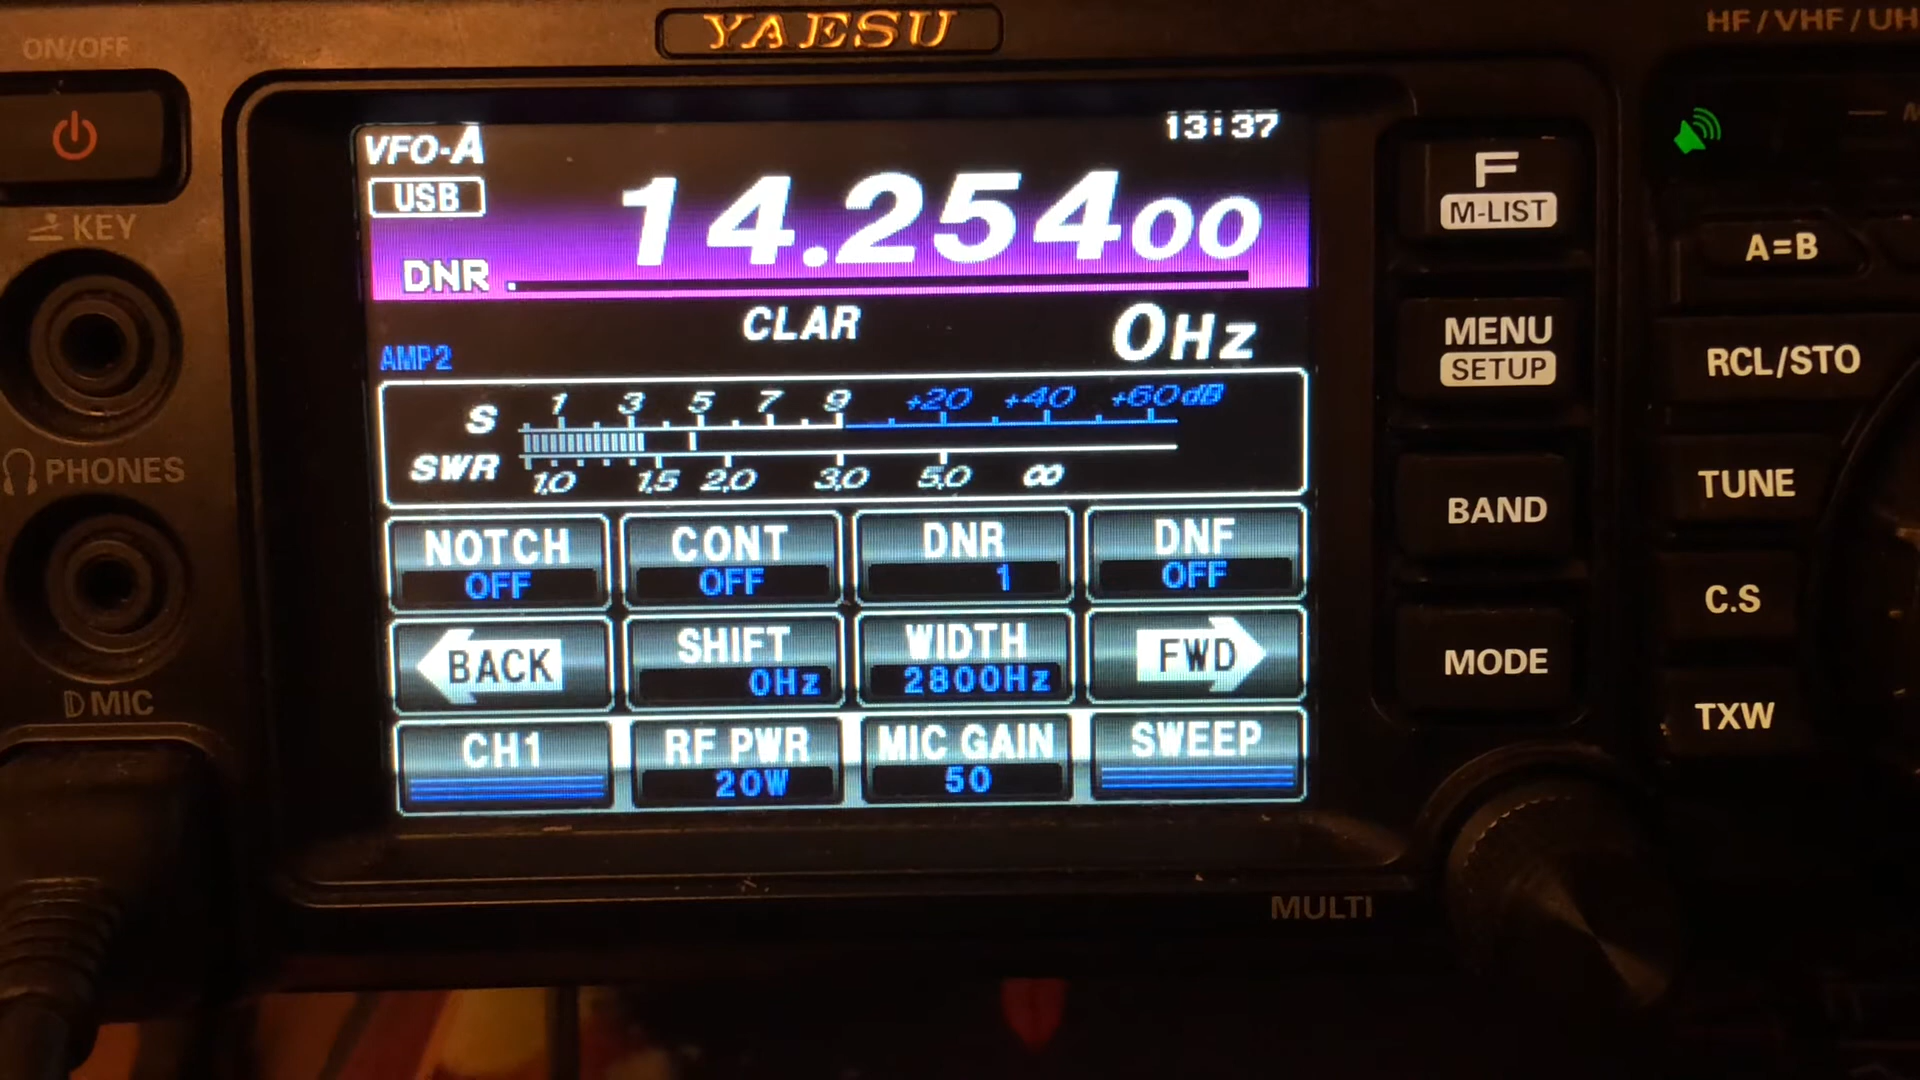 YAESU
HF/VHF/UH
ON/OFF
13:37
VFO-A
USB
14.25400
DNR
CLAR 0Hz
AMP2
S 1 3 5 7 9 +20 +40 +60dB
SWR 1,0 1,5 2,0 3,0 5,0 ∞
NOTCH CONT DNR DNF
OFF OFF 1 OFF
BACK SHIFT WIDTH FWD
0Hz 2800Hz
CH1 RF PWR MIC GAIN SWEEP
20W 50
KEY
PHONES
MIC
F
M-LIST
MENU
SETUP
BAND
MODE
A=B
RCL/STO
TUNE
C.S
TXW
MULTI